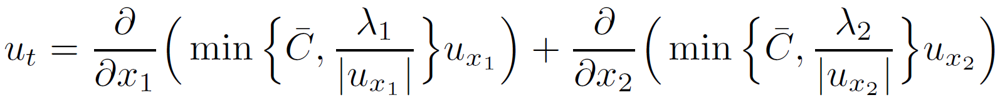 $u_t = \frac{\partial}{\partial x_1}\Big(\min\Big\{\bar{C}, \frac{\lambda_1}{|u_{x_1}|}\Big\}u_{x_1}\Big) + \frac{\partial}{\partial x_2}\Big(\min\Big\{\bar{C}, \frac{\lambda_2}{|u_{x_2}|}\Big\}u_{x_2}\Big)$